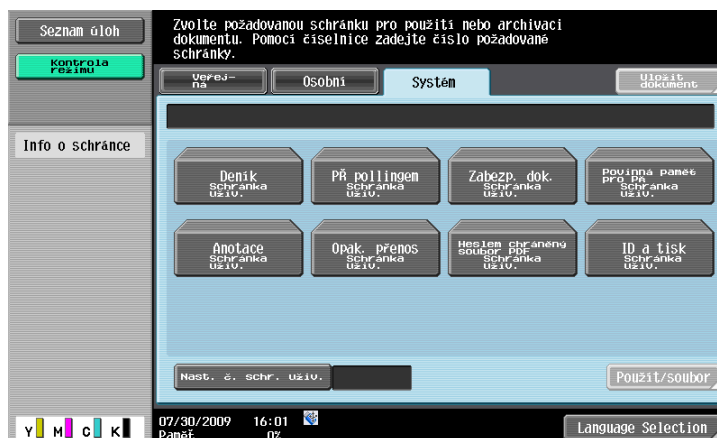 Seznam úloh
Kontrola
režimu
Info o schránce
Zvolte požadovanou schránku pro použití nebo archivaci
dokumentu. Pomocí číselnice zadejte číslo požadované
schránky.
Veřej-
ná
Osobní
Systém
Uložit
dokument
Deník
Schránka
Uživ.
PŘ pollingem
Schránka
Uživ.
Zabezp. dok.
Schránka
Uživ.
Povinná paměť
pro PA
Schránka
Uživ.
Anotace
Schránka
Uživ.
Opak. přenos
Schránka
Uživ.
Heslem chráněný
soubor PDF
Schránka
Uživ.
ID a tisk
Schránka
Uživ.
Nast. č. schr. uživ.
Použít/soubor
Y M C K
07/30/2009 16:01
Paměť 0%
Language Selection